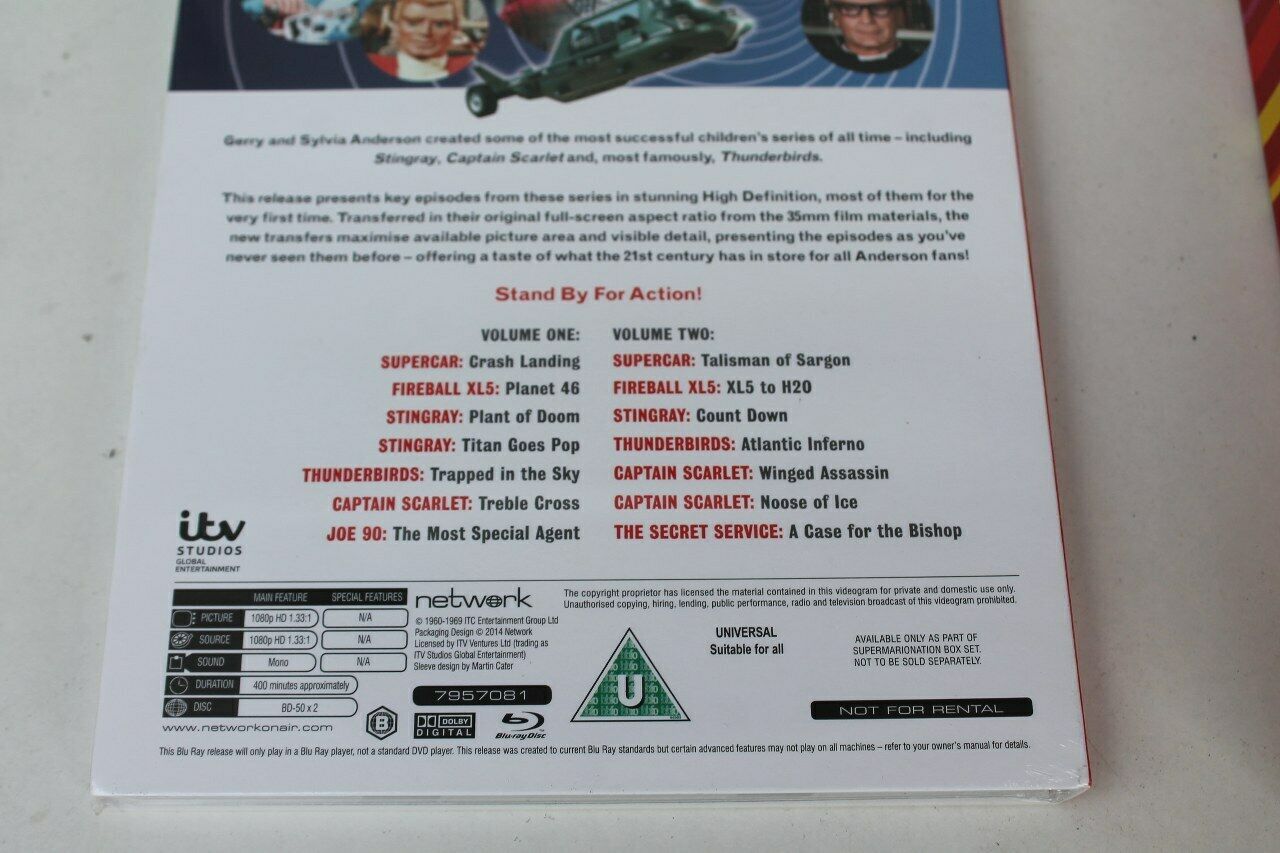 Gerry and Sylvia Anderson created some of the most successful children's series of all time – including
Stingray, Captain Scarlet and, most famously, Thunderbirds.
This release presents key episodes from these series in stunning High Definition, most of them for the
very first time. Transferred in their original full-screen aspect ratio from the 35mm film materials, the
new transfers maximise available picture area and visible detail, presenting the episodes as you've
never seen them before – offering a taste of what the 21st century has in store for all Anderson fans!
Stand By For Action!
VOLUME ONE:
SUPERCAR: Crash Landing
FIREBALL XL5: Planet 46
STINGRAY: Plant of Doom
STINGRAY: Titan Goes Pop
THUNDERBIRDS: Trapped in the Sky
CAPTAIN SCARLET: Treble Cross
JOE 90: The Most Special Agent
VOLUME TWO:
SUPERCAR: Talisman of Sargon
FIREBALL XL5: XL5 to H20
STINGRAY: Count Down
THUNDERBIRDS: Atlantic Inferno
CAPTAIN SCARLET: Winged Assassin
CAPTAIN SCARLET: Noose of Ice
THE SECRET SERVICE: A Case for the Bishop
itv
STUDIOS
GLOBAL
ENTERTAINMENT
MAIN FEATURE SPECIAL FEATURES
PICTURE 1080p HD 1.33:1 N/A
SOURCE 1080p HD 1.33:1 N/A
SOUND Mono N/A
DURATION 400 minutes approximately
DISC BD-50 x 2
www.networkonair.com
network
© 1960-1969 ITC Entertainment Group Ltd
Packaging Design © 2014 Network
Licensed by ITV Ventures Ltd (trading as
ITV Studios Global Entertainment)
Sleeve design by Martin Cater
7957081
B
DOLBY
DIGITAL
Blu-ray Disc
The copyright proprietor has licensed the material contained in this videogram for private and domestic use only.
Unauthorised copying, hiring, lending, public performance, radio and television broadcast of this videogram prohibited.
U
UNIVERSAL
Suitable for all
AVAILABLE ONLY AS PART OF
SUPERMARIONATION BOX SET.
NOT TO BE SOLD SEPARATELY.
NOT FOR RENTAL
This Blu Ray release will only play in a Blu Ray player, not a standard DVD player. This release was created to current Blu Ray standards but certain advanced features may not play on all machines – refer to your owner's manual for details.